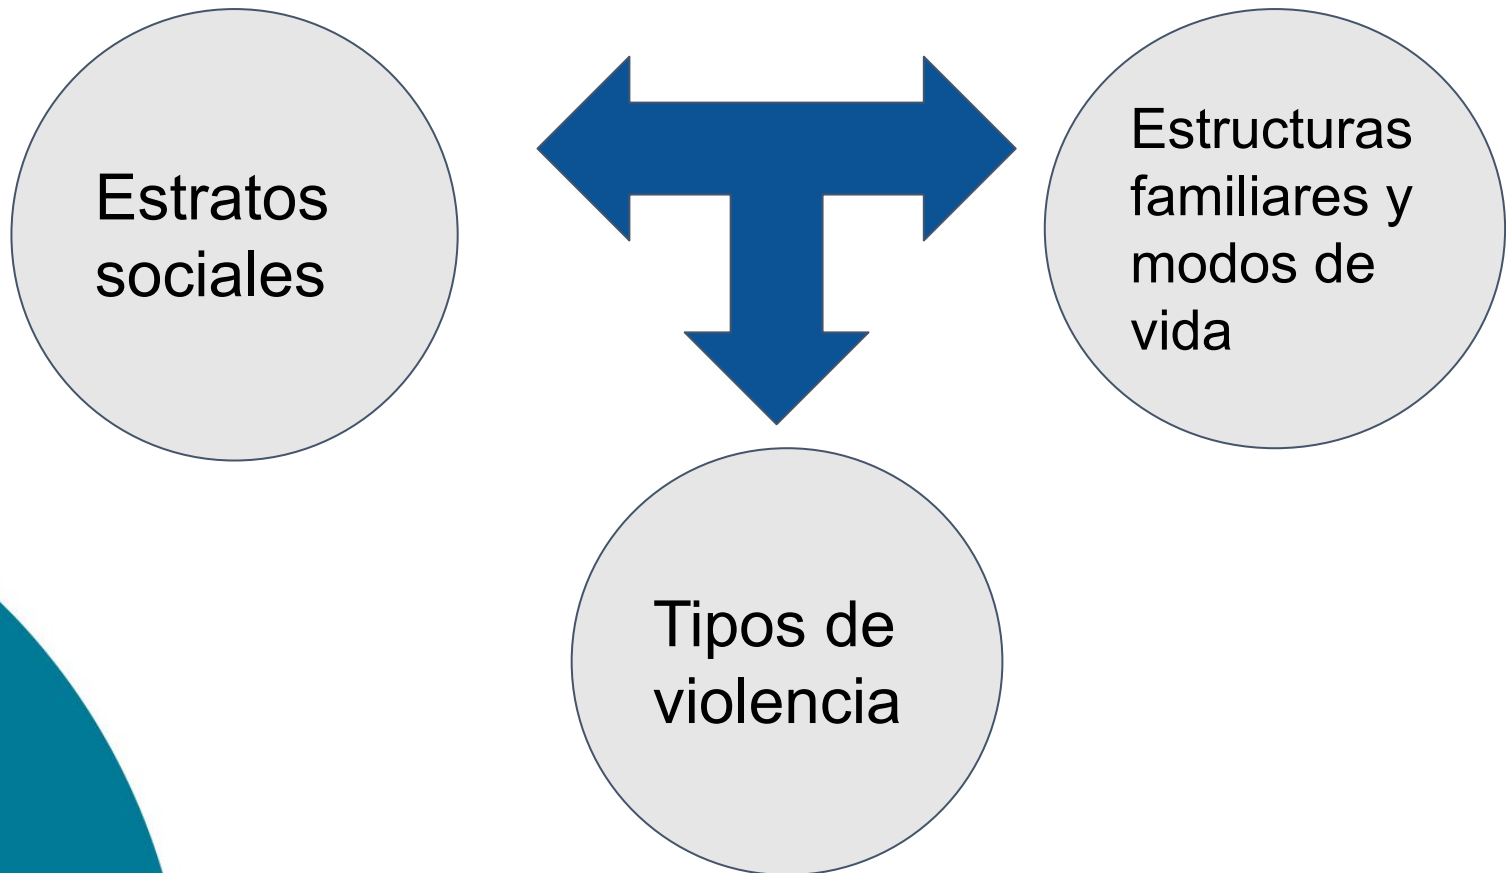 Estratos
sociales
Estructuras
familiares y
modos de
vida
Tipos de
violencia